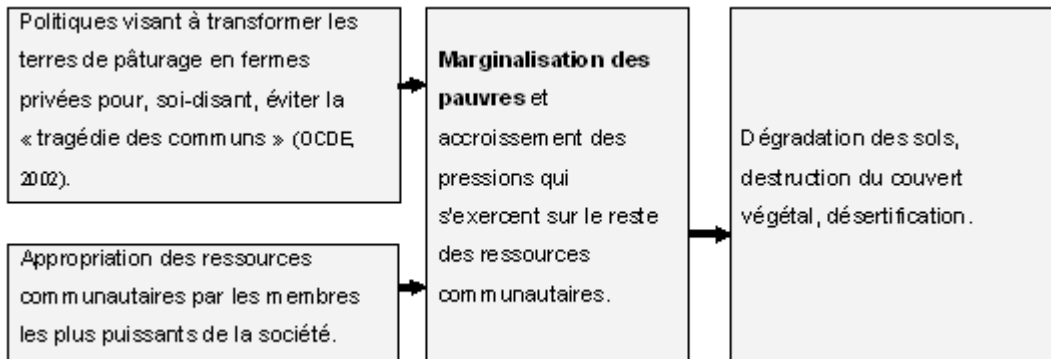 Politiques visant à transformer les
terres de pâturage en fermes
privées pour, soi-disant, éviter la
« tragédie des communs » (OCDE,
2002).
Appropriation des ressources
communautaires par les membres
les plus puissants de la société.
Marginalisation des
pauvres et
accroissement des
pressions qui
s'exercent sur le reste
des ressources
communautaires.
Dégradation des sols,
destruction du couvert
végétal, désertification.